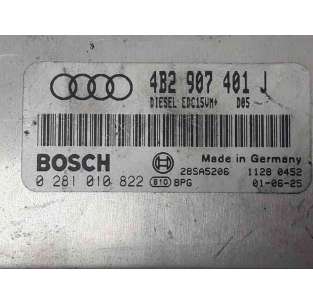 4B2 907 401 J
DIESEL EDC15VM+ D05
BOSCH
Made in Germany
28SA5206 1128 0452
0 281 010 822 B10 BPG 01-06-25